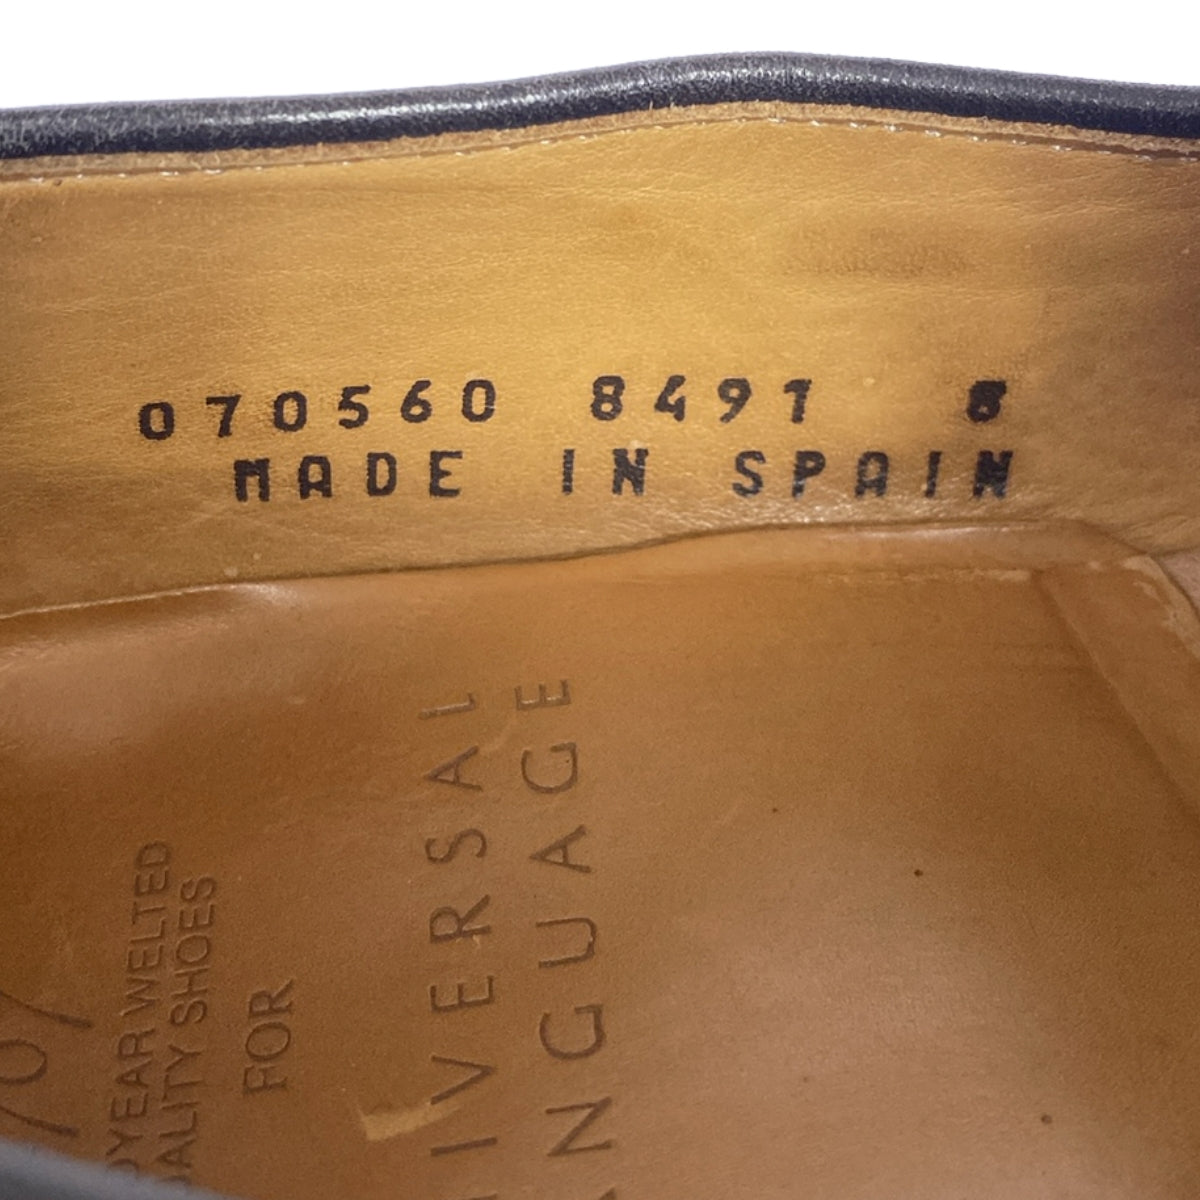 070560 8491 8
MADE IN SPAIN
YEAR WELTED
ALITY SHOES
FOR
IVERSAL
NGUAGE